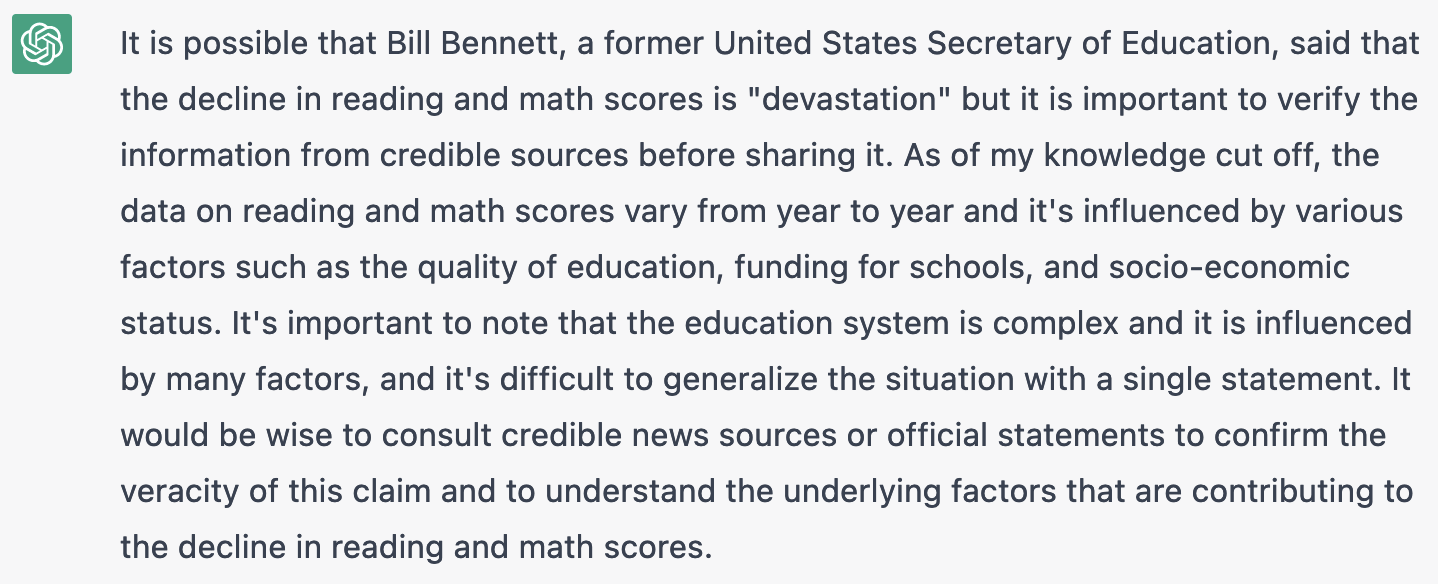 It is possible that Bill Bennett, a former United States Secretary of Education, said that
the decline in reading and math scores is "devastation" but it is important to verify the
information from credible sources before sharing it. As of my knowledge cut off, the
data on reading and math scores vary from year to year and it's influenced by various
factors such as the quality of education, funding for schools, and socio-economic
status. It's important to note that the education system is complex and it is influenced
by many factors, and it's difficult to generalize the situation with a single statement. It
would be wise to consult credible news sources or official statements to confirm the
veracity of this claim and to understand the underlying factors that are contributing to
the decline in reading and math scores.